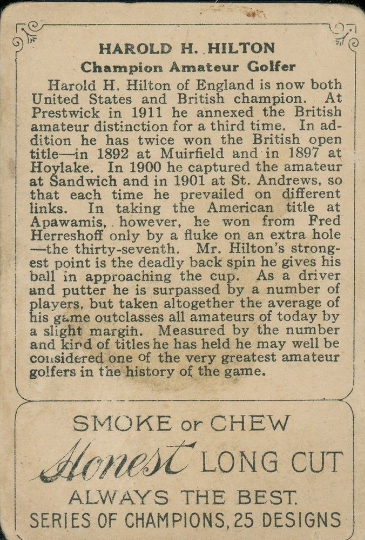 HAROLD H. HILTON
Champion Amateur Golfer
Harold H. Hilton of England is now both
United States and British champion. At
Prestwick in 1911 he annexed the British
amateur distinction for a third time. In ad-
dition he has twice won the British open
title—in 1892 at Muirfield and in 1897 at
Hoylake. In 1900 he captured the amateur
at Sandwich and in 1901 at St. Andrews, so
that each time he prevailed on different
links. In taking the American title at
Apawamis, however, he won from Fred
Herreshoff only by a fluke on an extra hole
—the thirty-seventh. Mr. Hilton's strong-
est point is the deadly back spin he gives his
ball in approaching the cup. As a driver
and putter he is surpassed by a number of
players, but taken altogether the average of
his game outclasses all amateurs of today by
a slight margin. Measured by the number
and kind of titles he has held he may well be
considered one of the very greatest amateur
golfers in the history of the game.
SMOKE or CHEW
Honest LONG CUT
ALWAYS THE BEST.
SERIES OF CHAMPIONS, 25 DESIGNS